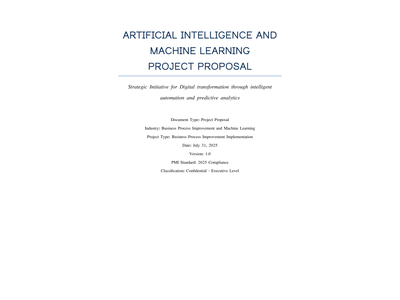 ARTIFICIAL INTELLIGENCE AND
MACHINE LEARNING
PROJECT PROPOSAL
Strategic Initiative for Digital transformation through intelligent
automation and predictive analytics
Document Type: Project Proposal
Industry: Business Process Improvement and Machine Learning
Project Type: Business Process Improvement Implementation
Date: July 31, 2025
Version: 1.0
PMI Standard: 2025 Compliance
Classification: Confidential - Executive Level